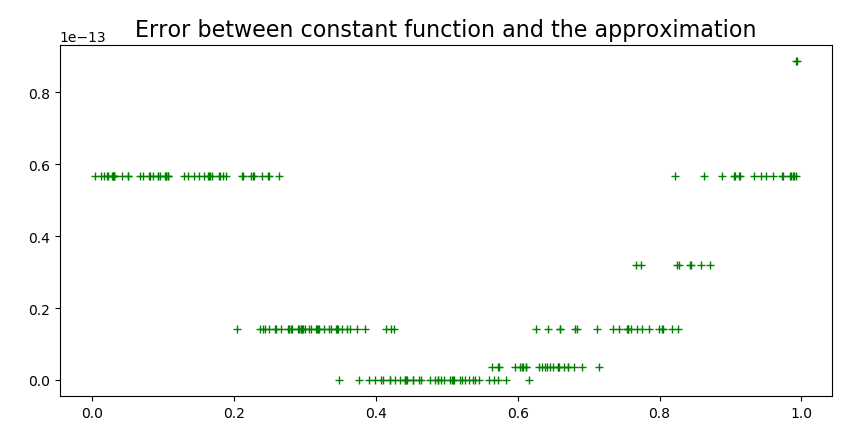 Error between constant function and the approximation
1e−13
0.8
0.6
0.4
0.2
0.0
0.0 0.2 0.4 0.6 0.8 1.0